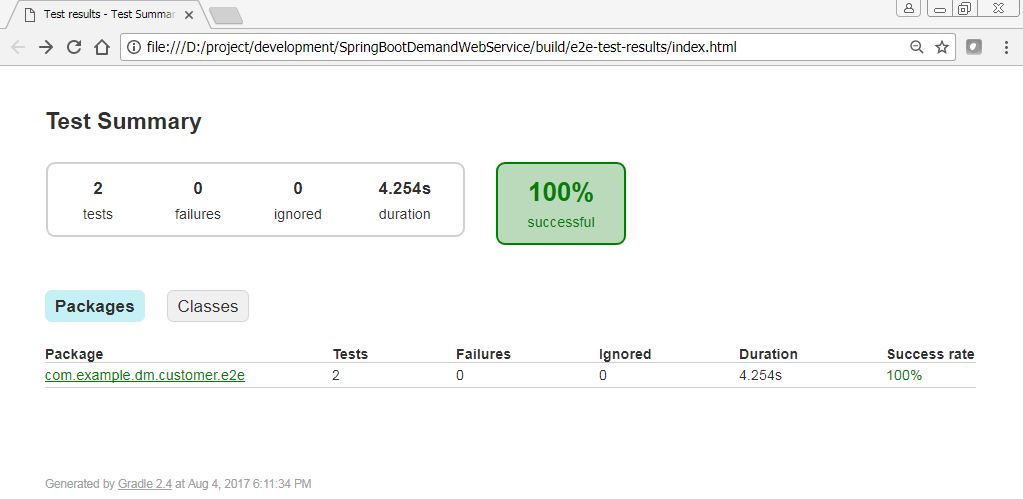 Test results - Test Summar
file:///D:/project/development/SpringBootDemandWebService/build/e2e-test-results/index.html
Test Summary
2 0 0 4.254s
tests failures ignored duration
100%
successful
Packages Classes
Package Tests Failures Ignored Duration Success rate
com.example.dm.customer.e2e 2 0 0 4.254s 100%
Generated by Gradle 2.4 at Aug 4, 2017 6:11:34 PM